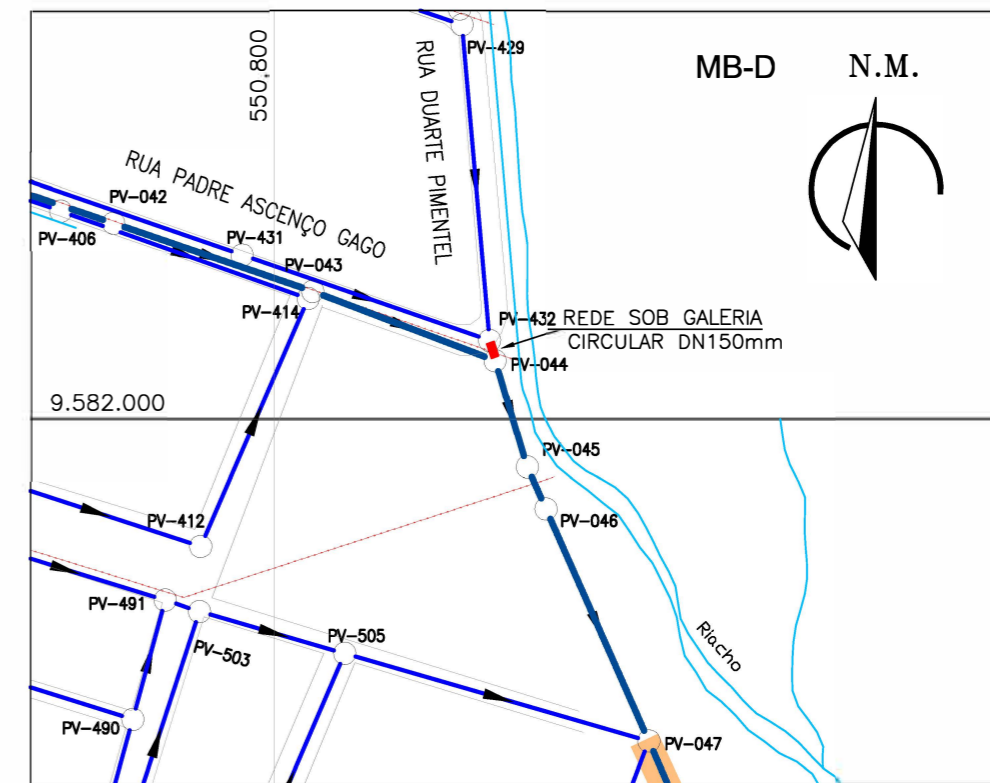 PV-429
MB-D
N.M.
550.800
RUA DUARTE PIMENTEL
RUA PADRE ASCENÇO GAGO
PV-042
PV-406
PV-431
PV-043
PV-414
PV-432
REDE SOB GALERIA
CIRCULAR DN150mm
PV-044
9.582.000
PV-045
PV-412
PV-046
PV-491
PV-503
PV-505
Riacho
PV-490
PV-047